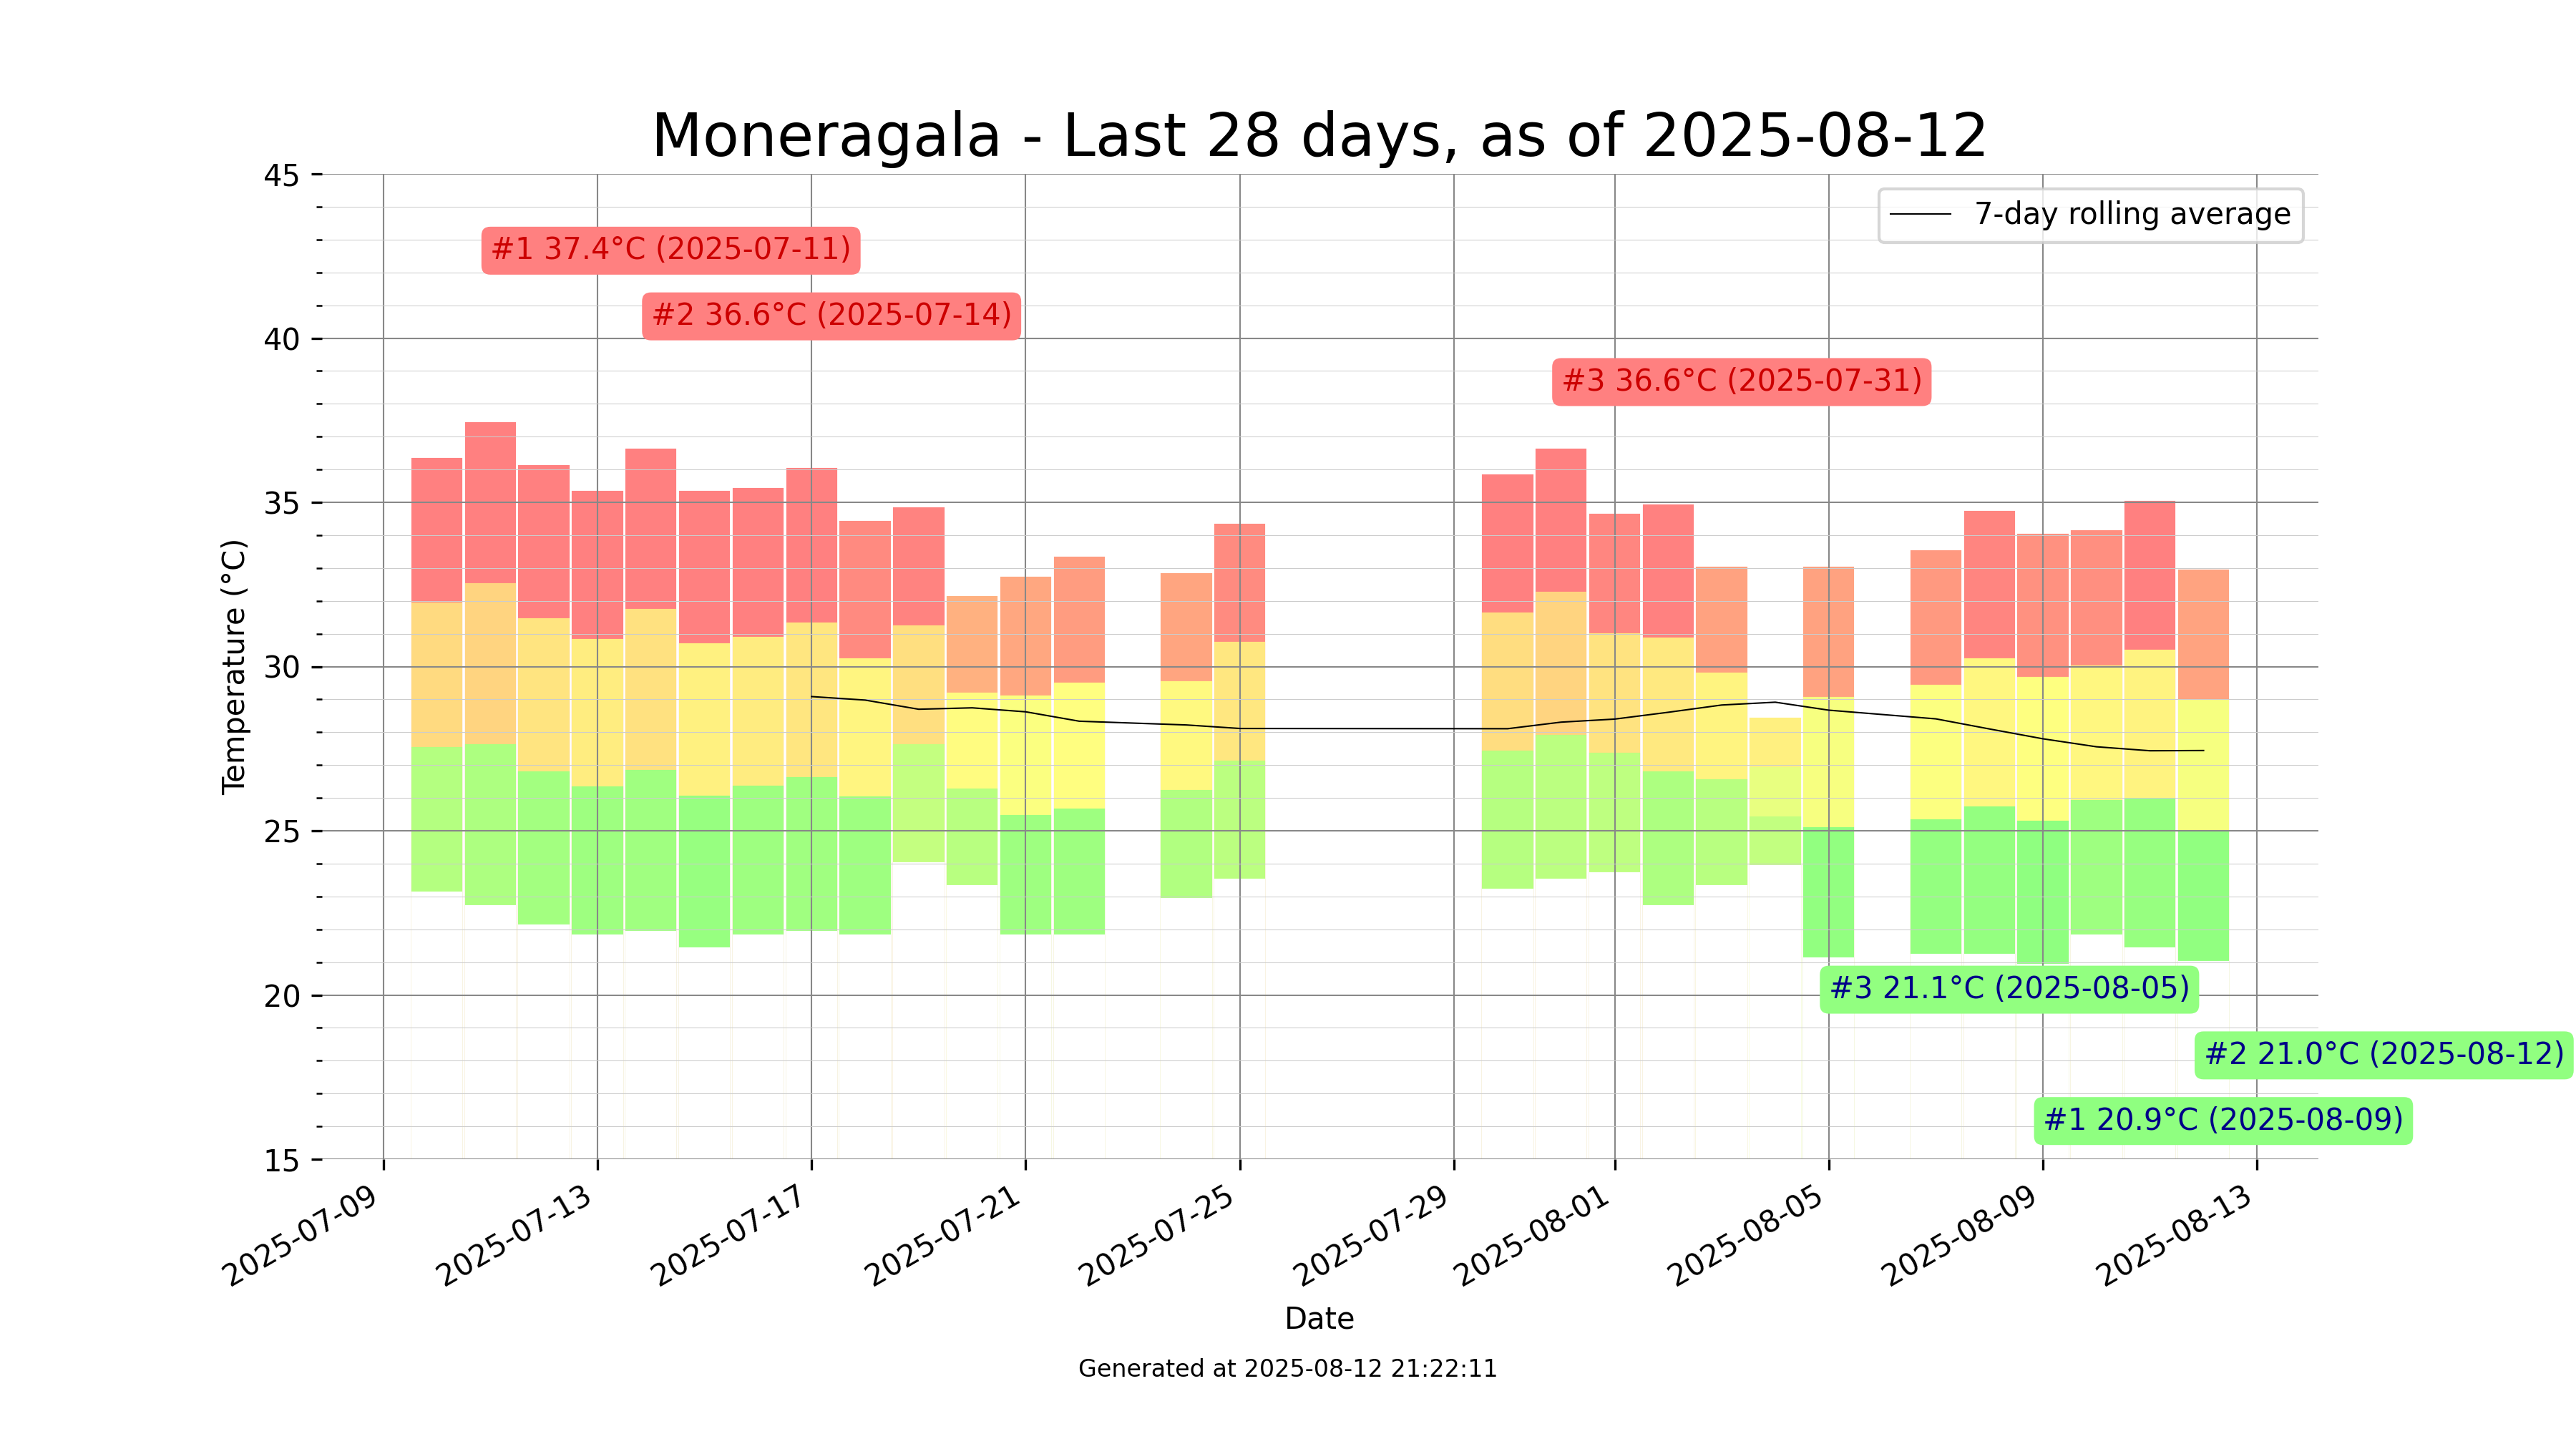 Moneragala - Last 28 days, as of 2025-08-12
7-day rolling average
#1 37.4°C (2025-07-11)
#2 36.6°C (2025-07-14)
#3 36.6°C (2025-07-31)
#3 21.1°C (2025-08-05)
#2 21.0°C (2025-08-12)
#1 20.9°C (2025-08-09)
Temperature (°C)
45
40
35
30
25
20
15
2025-07-09
2025-07-13
2025-07-17
2025-07-21
2025-07-25
2025-07-29
2025-08-01
2025-08-05
2025-08-09
2025-08-13
Date
Generated at 2025-08-12 21:22:11